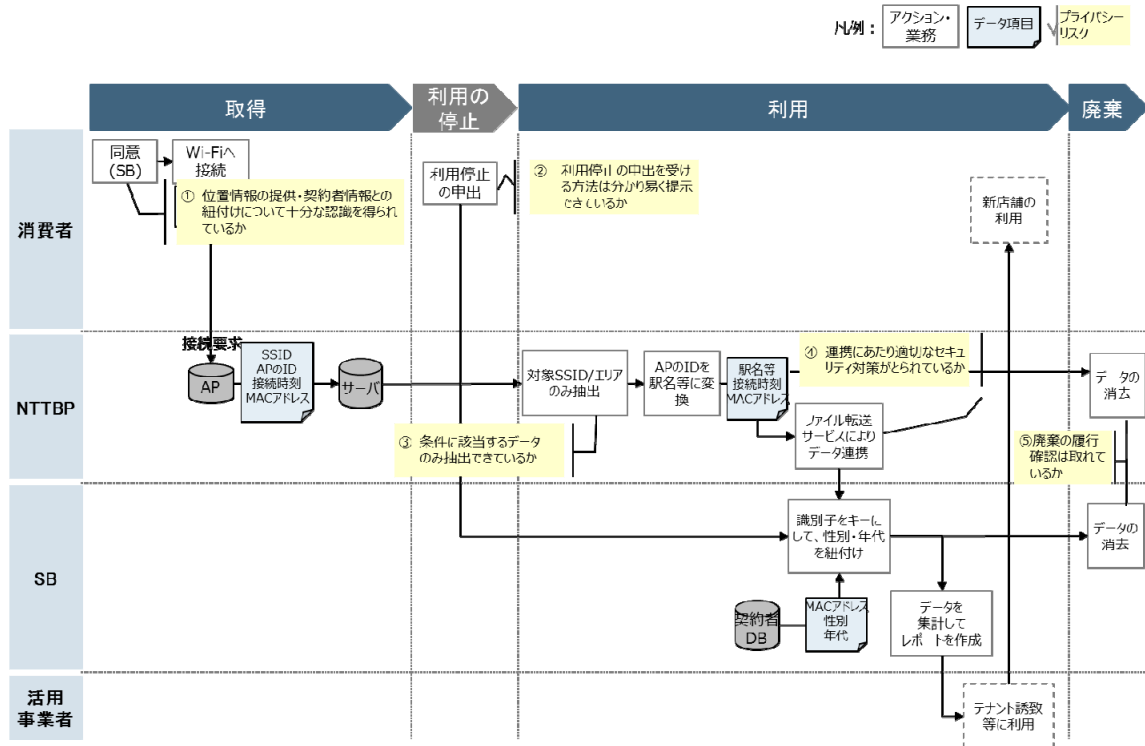 凡例：
アクション・
業務
データ項目
プライバシー
リスク
取得
利用の
停止
利用
廃棄
消費者
同意
(SB)
Wi-Fiへ
接続
① 位置情報の提供・契約者情報との
紐付けについて十分な認識を得られ
ているか
利用停止
の申出
② 利用停止の申出を受け
る方法は分かり易く提示
できているか
新店舗の
利用
NTTBP
接続要求
AP
SSID
APのID
接続時刻
MACアドレス
サーバ
対象SSID/エリア
のみ抽出
APのIDを
駅名等に変
換
駅名等
接続時刻
MACアドレス
④ 連携にあたり適切なセキュ
リティ対策がとられているか
ファイル転送
サービスにより
データ連携
③ 条件に該当するデータ
のみ抽出できているか
データの
消去
⑤廃棄の履行
確認は取れて
いるか
SB
識別子をキーに
して、性別・年代
を紐付け
データの
消去
契約者
DB
MACアドレス
性別
年代
データを
集計して
レポートを作成
活用
事業者
テナント誘致
等に利用